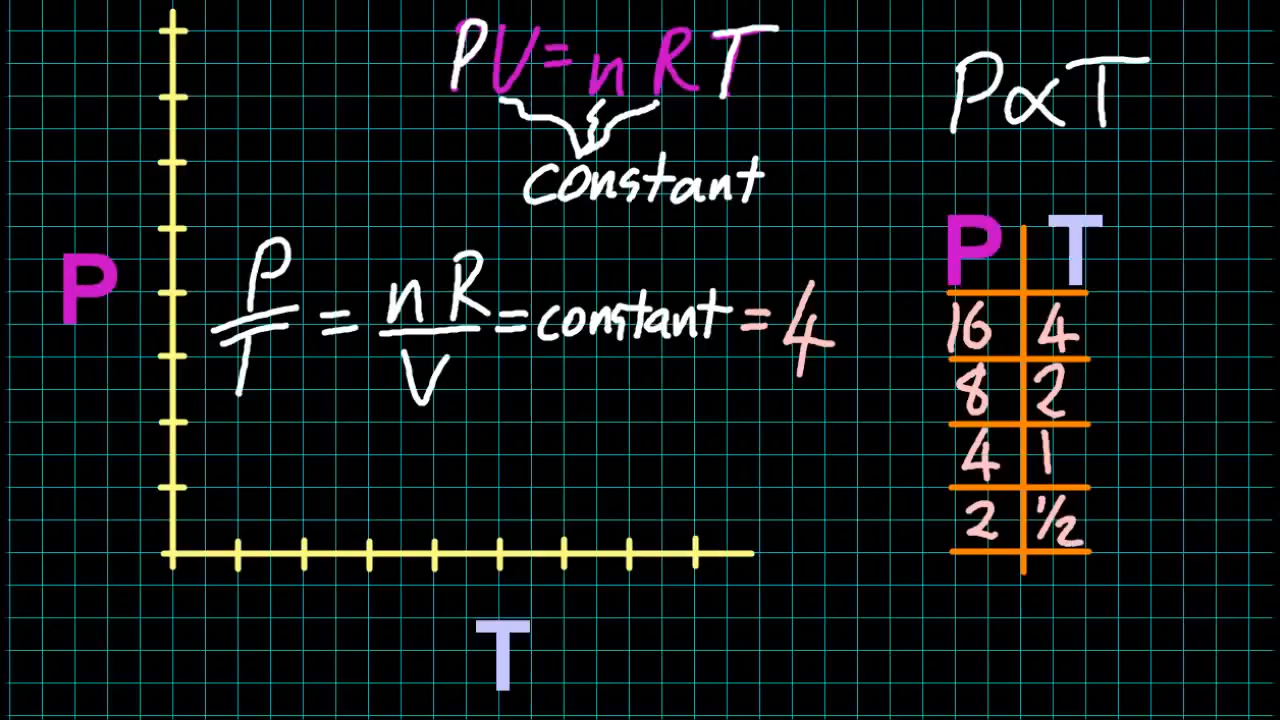 PV=nRT
P∝T
constant
P T
P
P/T = nR/V = constant = 4
16 4
8 2
4 1
2 1/2
T